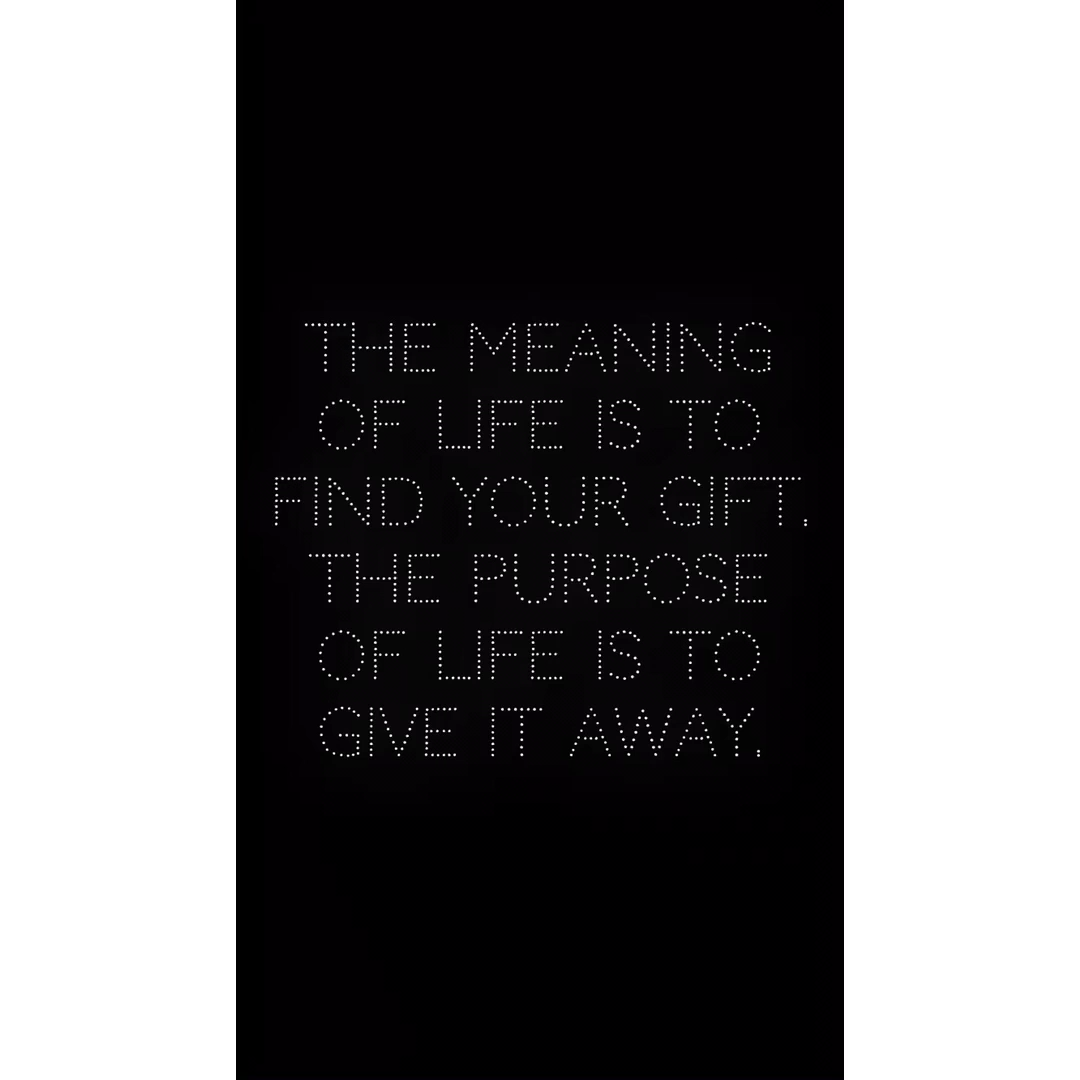 THE MEANING
OF LIFE IS TO
FIND YOUR GIFT.
THE PURPOSE
OF LIFE IS TO
GIVE IT AWAY.